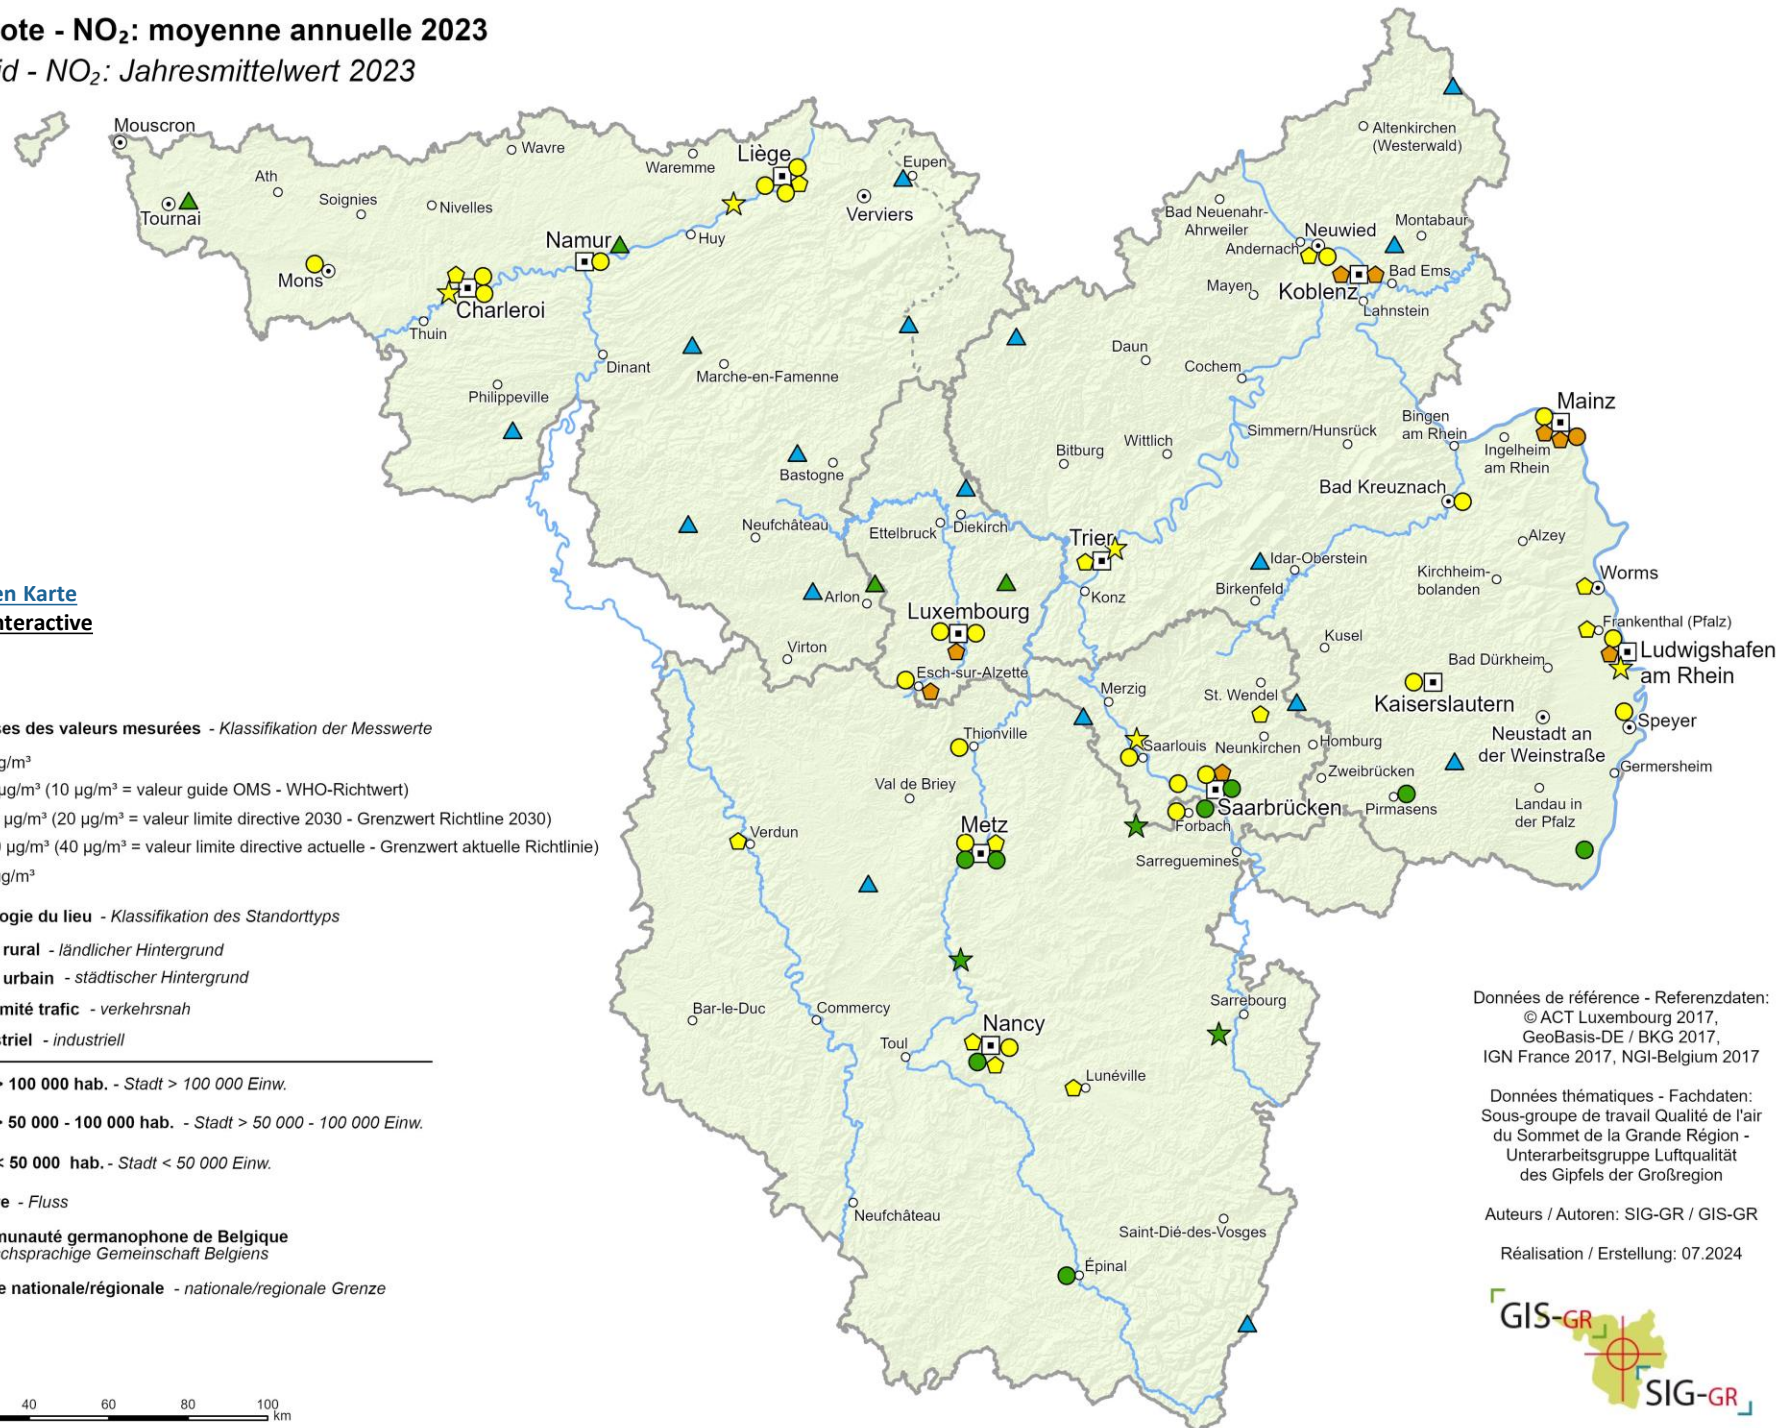 ote - NO₂: moyenne annuelle 2023
id - NO₂: Jahresmittelwert 2023
Mouscron
Wavre
Waremme
Liège
Eupen
Altenkirchen
(Westerwald)
Ath
Soignies
Nivelles
Tournai
Verviers
Bad Neuenahr-
Ahrweiler
Neuwied
Montabaur
Andernach
Namur
Huy
Mons
Charleroi
Thuin
Mayen
Koblenz
Bad Ems
Lahnstein
Dinant
Marche-en-Famenne
Philippeville
Daun
Cochem
Mainz
Bingen
am Rhein
Ingelheim
am Rhein
Simmern/Hunsrück
Wittlich
Bitburg
Bastogne
Bad Kreuznach
Neufchâteau
Ettelbruck
Diekirch
Trier
Alzey
Idar-Oberstein
Kirchheim-
bolanden
Worms
Birkenfeld
Konz
Arlon
Luxembourg
Virton
Esch-sur-Alzette
Frankenthal (Pfalz)
Kusel
Bad Dürkheim
Ludwigshafen
am Rhein
Merzig
St. Wendel
Kaiserslautern
Speyer
Neustadt an
der Weinstraße
Thionville
Saarlouis
Neunkirchen
Homburg
Zweibrücken
Germersheim
Val de Briey
Pirmasens
Landau in
der Pfalz
Saarbrücken
Forbach
Metz
Verdun
Sarreguemines
Bar-le-Duc
Commercy
Sarrebourg
Nancy
Toul
Lunéville
Neufchâteau
Saint-Dié-des-Vosges
Épinal
en Karte
nteractive
ses des valeurs mesurées - Klassifikation der Messwerte
g/m³
µg/m³ (10 µg/m³ = valeur guide OMS - WHO-Richtwert)
µg/m³ (20 µg/m³ = valeur limite directive 2030 - Grenzwert Richtline 2030)
µg/m³ (40 µg/m³ = valeur limite directive actuelle - Grenzwert aktuelle Richtlinie)
µg/m³
ogie du lieu - Klassifikation des Standorttyps
rural - ländlicher Hintergrund
urbain - städtischer Hintergrund
mité trafic - verkehrsnah
striel - industriell
> 100 000 hab. - Stadt > 100 000 Einw.
> 50 000 - 100 000 hab. - Stadt > 50 000 - 100 000 Einw.
< 50 000 hab. - Stadt < 50 000 Einw.
e - Fluss
munauté germanophone de Belgique
chsprachige Gemeinschaft Belgiens
e nationale/régionale - nationale/regionale Grenze
40 60 80 100
km
Données de référence - Referenzdaten:
© ACT Luxembourg 2017,
GeoBasis-DE / BKG 2017,
IGN France 2017, NGI-Belgium 2017
Données thématiques - Fachdaten:
Sous-groupe de travail Qualité de l'air
du Sommet de la Grande Région -
Unterarbeitsgruppe Luftqualität
des Gipfels der Großregion
Auteurs / Autoren: SIG-GR / GIS-GR
Réalisation / Erstellung: 07.2024
GIS-GR
SIG-GR